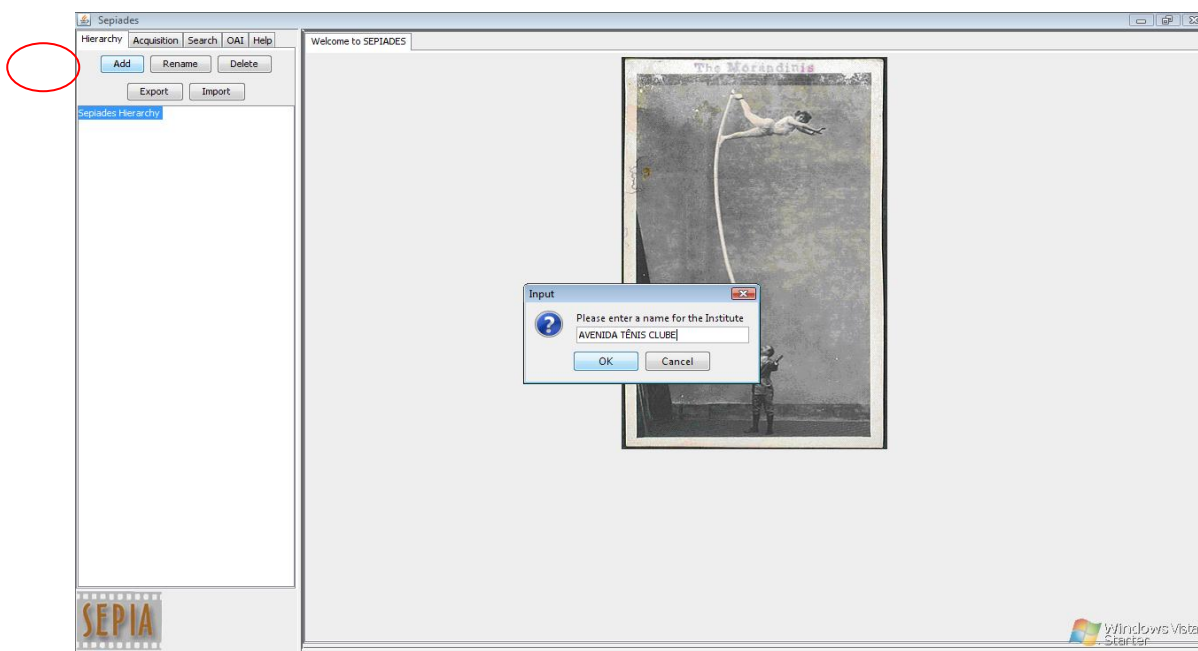 Sepiades
Hierarchy Acquisition Search OAI Help
Add Rename Delete
Export Import
Sepiades Hierarchy
Welcome to SEPIADES
The Morandinis
Input
Please enter a name for the Institute
AVENIDA TÊNIS CLUBE
OK Cancel
SEPIA
Windows Vista
Starter